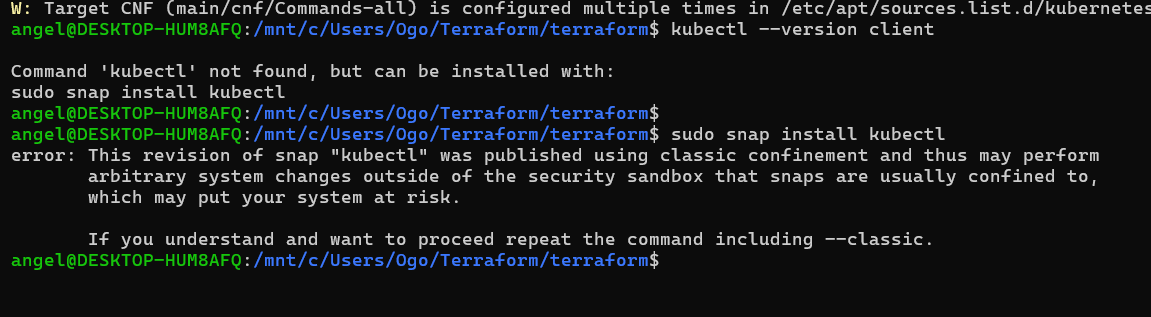 W: Target CNF (main/cnf/Commands-all) is configured multiple times in /etc/apt/sources.list.d/kubernetes
angel@DESKTOP-HUM8AFQ:/mnt/c/Users/Ogo/Terraform/terraform$ kubectl --version client
Command 'kubectl' not found, but can be installed with:
sudo snap install kubectl
angel@DESKTOP-HUM8AFQ:/mnt/c/Users/Ogo/Terraform/terraform$
angel@DESKTOP-HUM8AFQ:/mnt/c/Users/Ogo/Terraform/terraform$ sudo snap install kubectl
error: This revision of snap "kubectl" was published using classic confinement and thus may perform
arbitrary system changes outside of the security sandbox that snaps are usually confined to,
which may put your system at risk.
If you understand and want to proceed repeat the command including --classic.
angel@DESKTOP-HUM8AFQ:/mnt/c/Users/Ogo/Terraform/terraform$